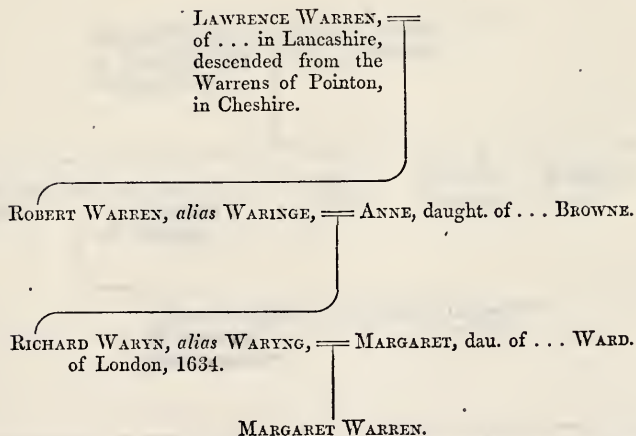 LAWRENCE WARREN,
of . . . in Lancashire,
descended from the
Warrens of Pointon,
in Cheshire.
ROBERT WARREN, alias WARINGE, ANNE, daught. of . . . BROWNE.
RICHARD WARYN, alias WARYNG, MARGARET, dau. of . . . WARD.
of London, 1634.
MARGARET WARREN.